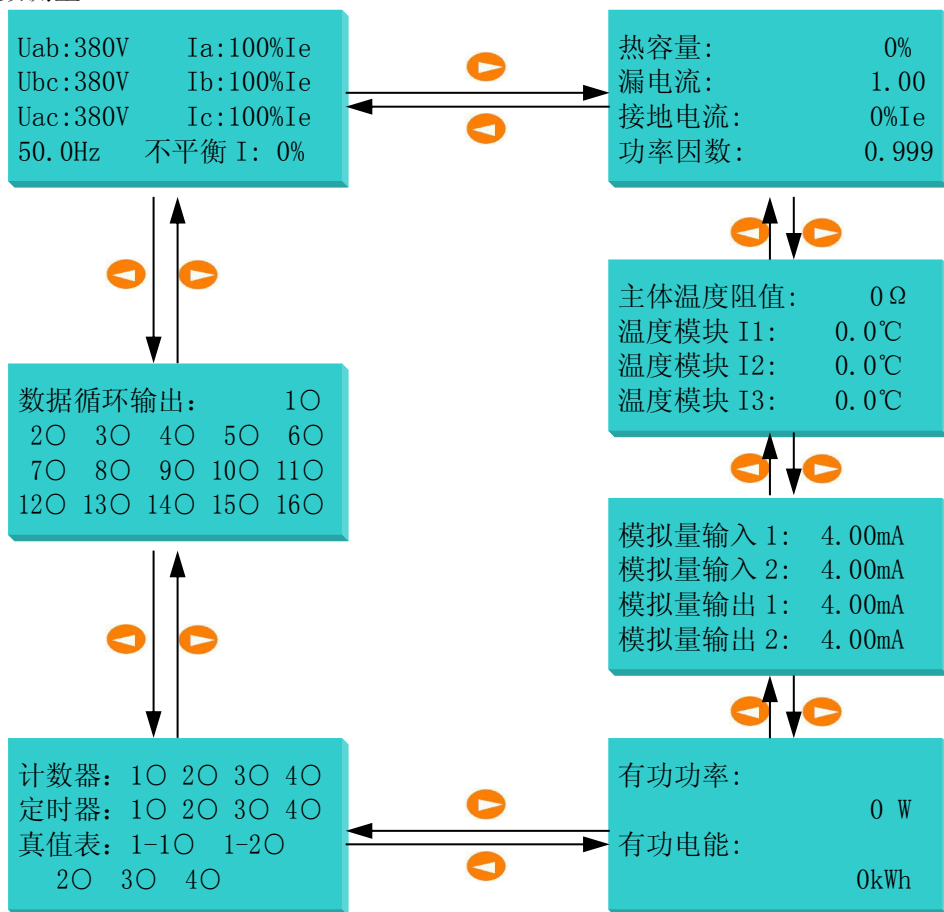 Uab:380V Ia:100%Ie
Ubc:380V Ib:100%Ie
Uac:380V Ic:100%Ie
50.0Hz 不平衡 I: 0%
热容量: 0%
漏电流: 1.00
接地电流: 0%Ie
功率因数: 0.999
主体温度阻值: 0Ω
温度模块 I1: 0.0℃
温度模块 I2: 0.0℃
温度模块 I3: 0.0℃
数据循环输出: 1○
2○ 3○ 4○ 5○ 6○
7○ 8○ 9○ 10○ 11○
12○ 13○ 14○ 15○ 16○
模拟量输入 1: 4.00mA
模拟量输入 2: 4.00mA
模拟量输出 1: 4.00mA
模拟量输出 2: 4.00mA
计数器: 1○ 2○ 3○ 4○
定时器: 1○ 2○ 3○ 4○
真值表: 1-1○ 1-2○
2○ 3○ 4○
有功功率:
0 W
有功电能:
0kWh